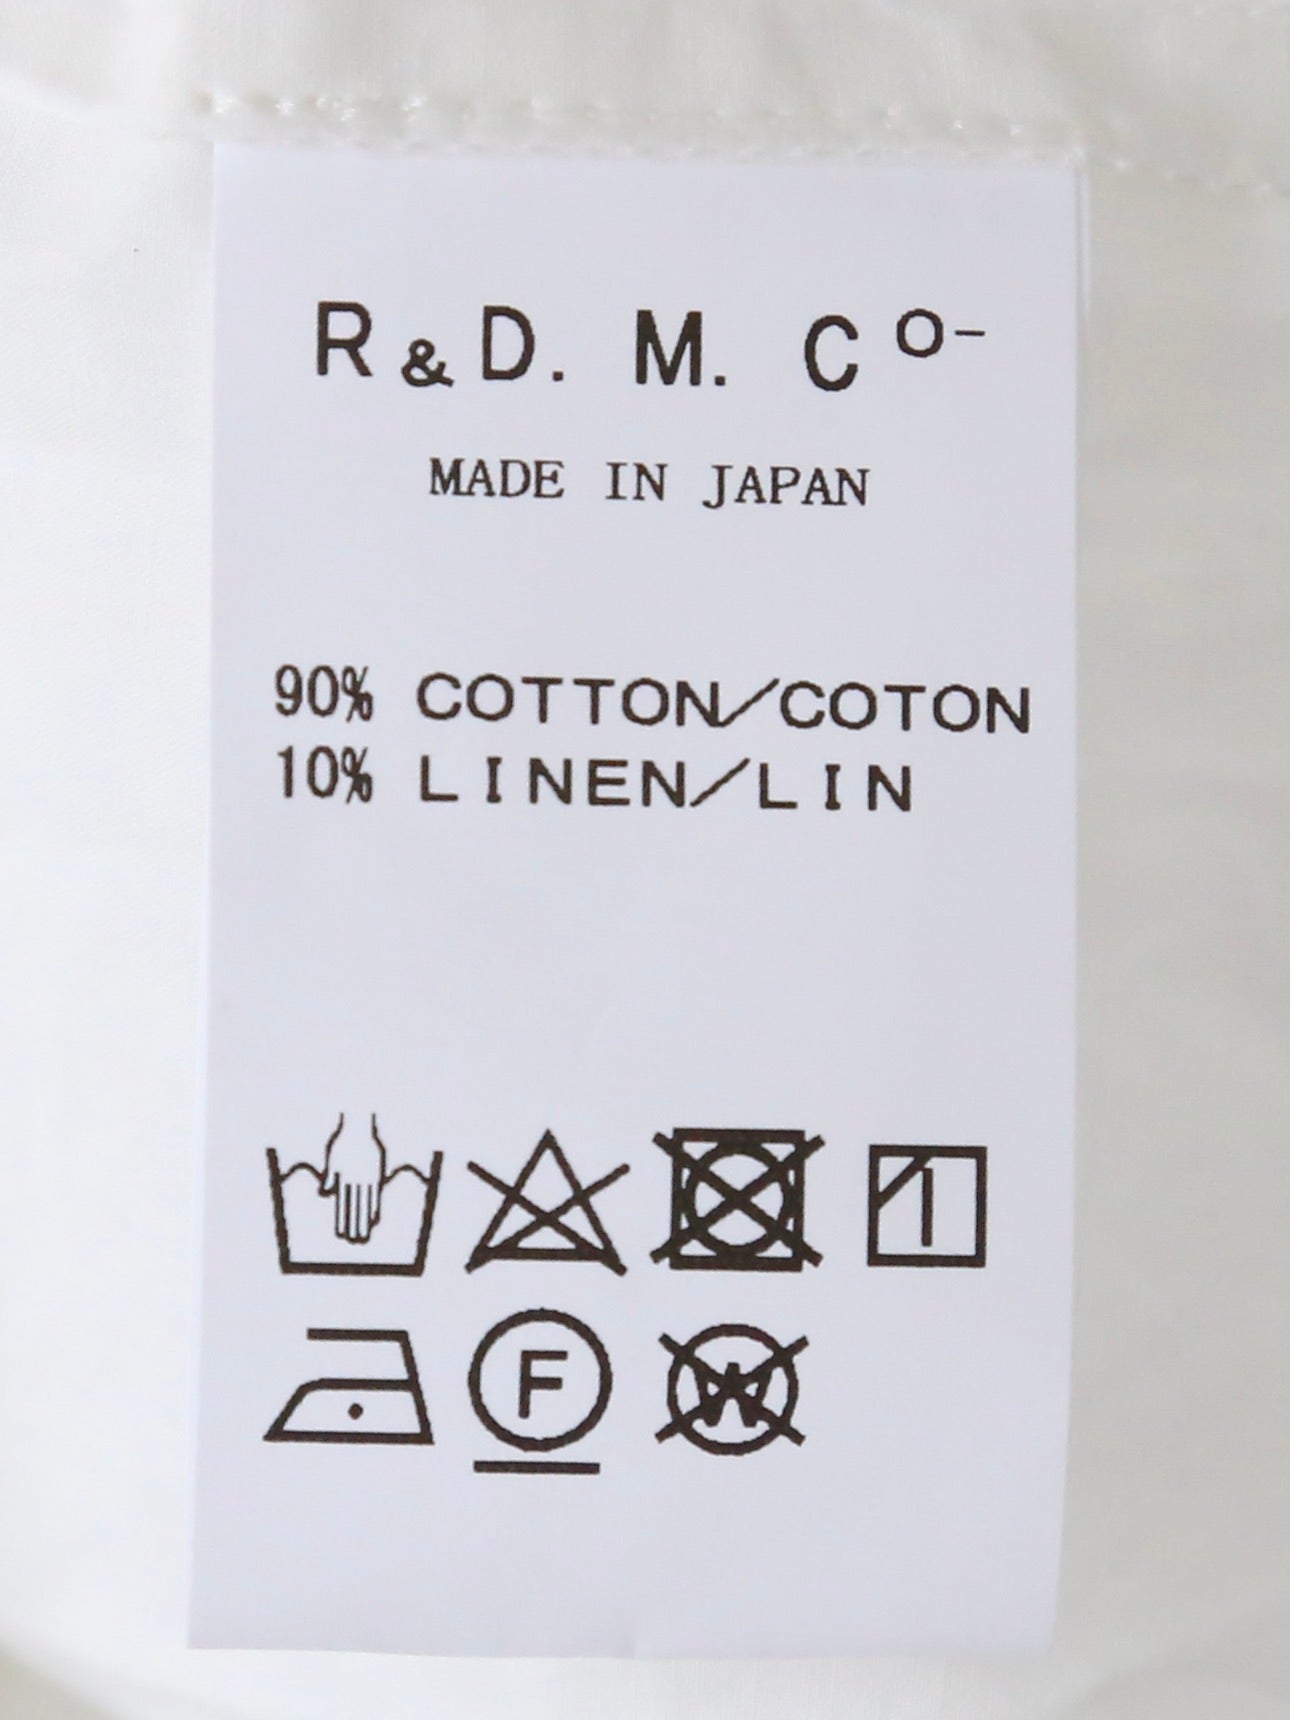 R&D. M. Co-
MADE IN JAPAN
90% COTTON/COTON
10% LINEN/LIN
F
W